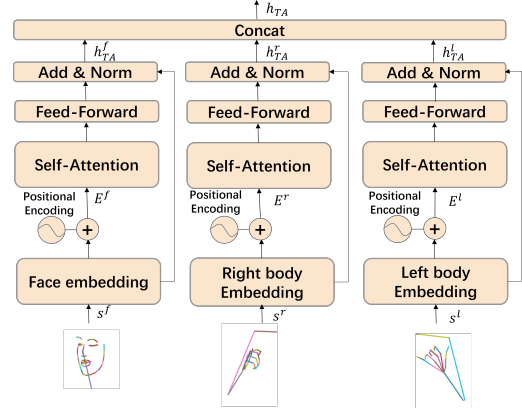 h_TA
Concat
h^f_TA h^r_TA h^l_TA
Add & Norm Add & Norm Add & Norm
Feed-Forward Feed-Forward Feed-Forward
Self-Attention Self-Attention Self-Attention
Positional Encoding E^f Positional Encoding E^r Positional Encoding E^l
+ + +
Face embedding Right body Embedding Left body Embedding
s^f s^r s^l